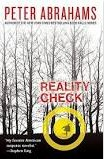 PETER ABRAHAMS
REALITY
CHECK
"My favorite American
suspense novelist."
—Stephen King